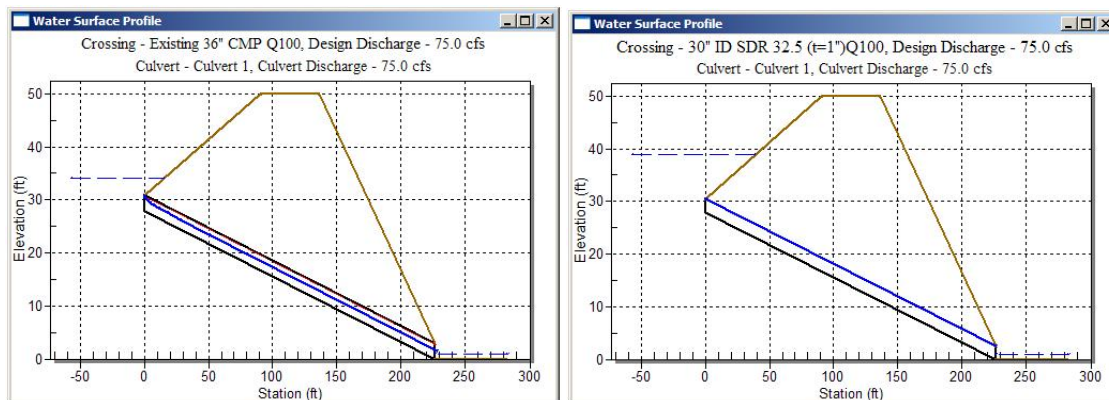 Water Surface Profile
Crossing - Existing 36" CMP Q100, Design Discharge - 75.0 cfs
Culvert - Culvert 1, Culvert Discharge - 75.0 cfs
50
40
30
20
10
0
Elevation (ft)
-50 0 50 100 150 200 250 300
Station (ft)
Water Surface Profile
Crossing - 30" ID SDR 32.5 (t=1")Q100, Design Discharge - 75.0 cfs
Culvert - Culvert 1, Culvert Discharge - 75.0 cfs
50
40
30
20
10
0
Elevation (ft)
-50 0 50 100 150 200 250 300
Station (ft)